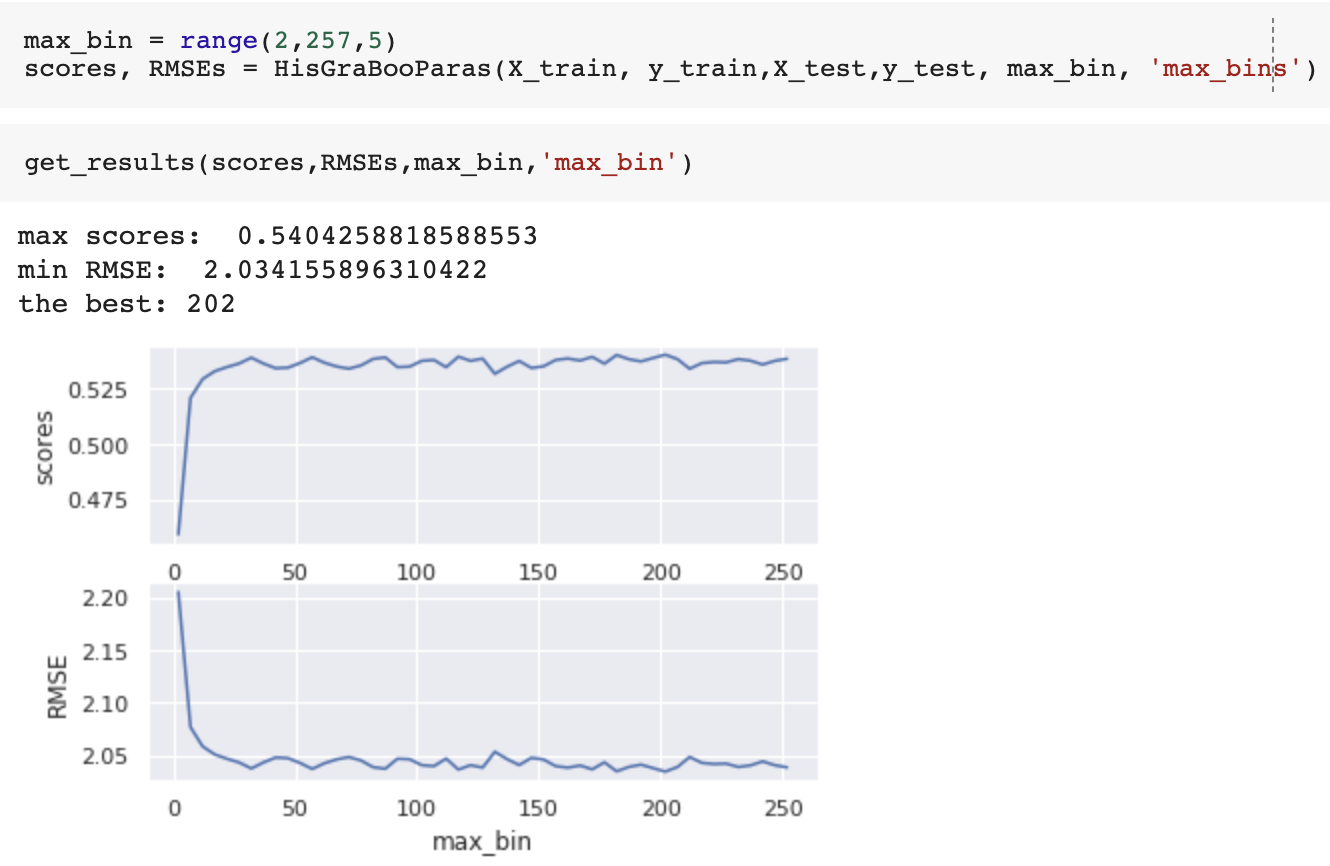 max_bin = range(2,257,5)
scores, RMSEs = HisGraBooParas(X_train, y_train,X_test,y_test, max_bin, 'max_bins')
get_results(scores,RMSEs,max_bin,'max_bin')
max scores:  0.5404258818588553
min RMSE:  2.034155896310422
the best: 202
scores
0.525
0.500
0.475
0 50 100 150 200 250
RMSE
2.20
2.15
2.10
2.05
0 50 100 150 200 250
max_bin